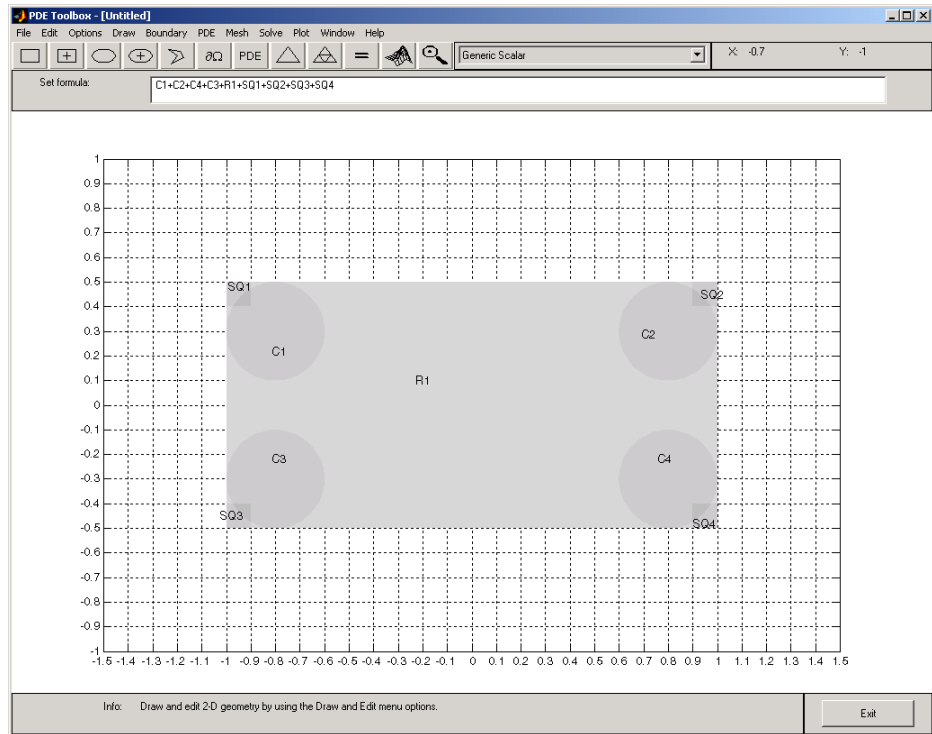 PDE Toolbox - [Untitled]
File Edit Options Draw Boundary PDE Mesh Solve Plot Window Help
∂Ω PDE = Generic Scalar X: -0.7 Y: -1
Set formula: C1+C2+C4+C3+R1+SQ1+SQ2+SQ3+SQ4
1
0.9
0.8
0.7
0.6
0.5
SQ1
SQ2
0.4
0.3
C2
C1
0.2
R1
0.1
0
-0.1
C3 C4
-0.2
-0.3
-0.4
SQ3
SQ4
-0.5
-0.6
-0.7
-0.8
-0.9
-1
-1.5 -1.4 -1.3 -1.2 -1.1 -1 -0.9 -0.8 -0.7 -0.6 -0.5 -0.4 -0.3 -0.2 -0.1 0 0.1 0.2 0.3 0.4 0.5 0.6 0.7 0.8 0.9 1 1.1 1.2 1.3 1.4 1.5
Info: Draw and edit 2-D geometry by using the Draw and Edit menu options.
Exit